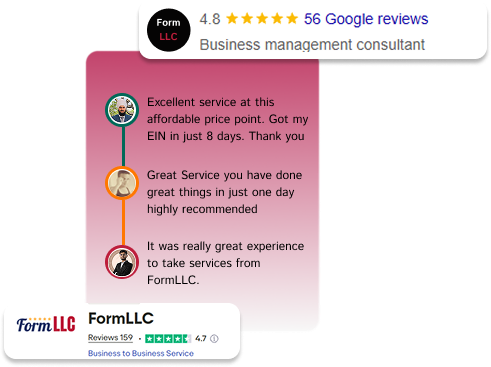 Form
LLC
4.8 ★★★★★ 56 Google reviews
Business management consultant
Excellent service at this
affordable price point. Got my
EIN in just 8 days. Thank you
Great Service you have done
great things in just one day
highly recommended
It was really great experience
to take services from
FormLLC.
Form LLC
FormLLC
Reviews 159 • 4.7
Business to Business Service